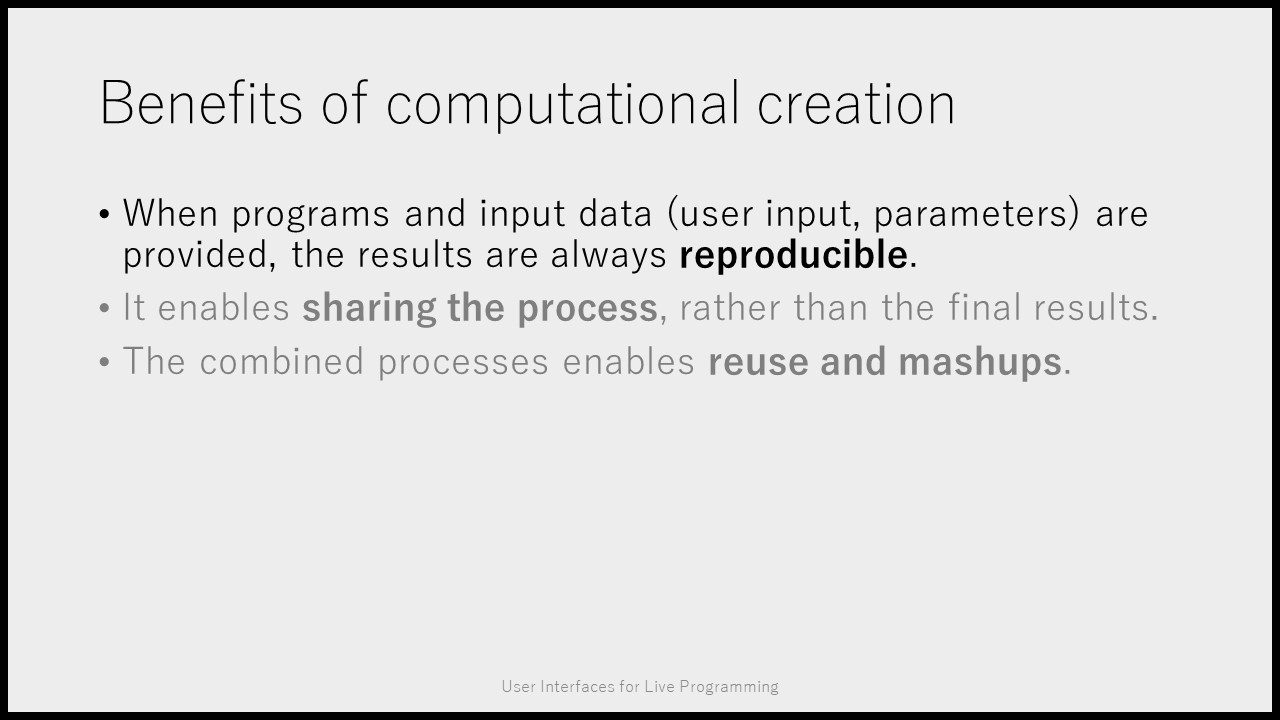 Benefits of computational creation
• When programs and input data (user input, parameters) are
provided, the results are always reproducible.
• It enables sharing the process, rather than the final results.
• The combined processes enables reuse and mashups.
User Interfaces for Live Programming